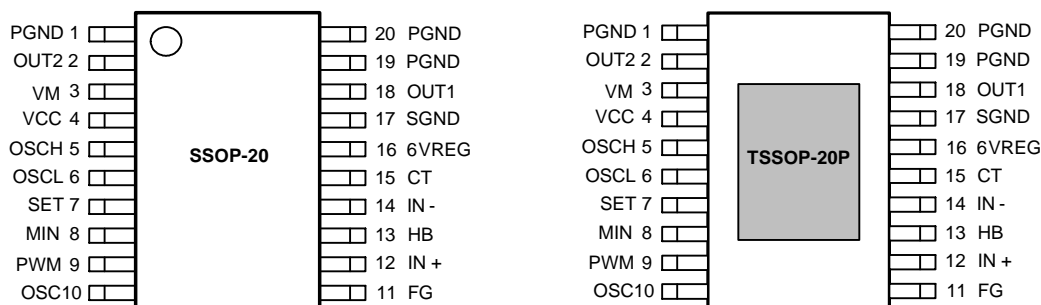 PGND 1
OUT2 2
VM 3
VCC 4
OSCH 5
OSCL 6
SET 7
MIN 8
PWM 9
OSC10
SSOP-20
20 PGND
19 PGND
18 OUT1
17 SGND
16 6VREG
15 CT
14 IN -
13 HB
12 IN +
11 FG
PGND 1
OUT2 2
VM 3
VCC 4
OSCH 5
OSCL 6
SET 7
MIN 8
PWM 9
OSC10
TSSOP-20P
20 PGND
19 PGND
18 OUT1
17 SGND
16 6VREG
15 CT
14 IN -
13 HB
12 IN +
11 FG